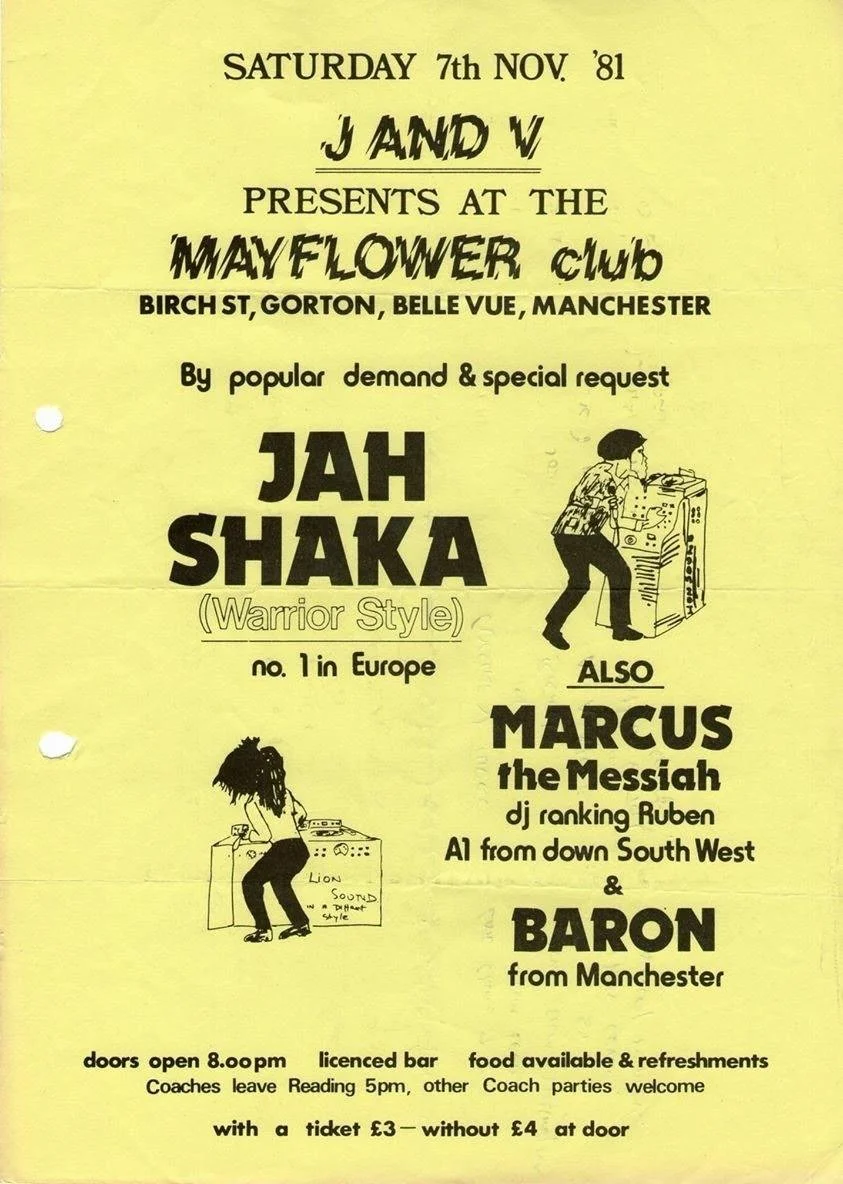 SATURDAY 7th NOV. '81
J AND V
PRESENTS AT THE
MAYFLOWER club
BIRCH ST, GORTON, BELLE VUE, MANCHESTER
By popular demand & special request
JAH
SHAKA
(Warrior Style)
no. 1 in Europe
ALSO
MARCUS
the Messiah
dj ranking Ruben
A1 from down South West
&
BARON
from Manchester
LION
SOUND
IN A
Style
doors open 8.oopm licenced bar food available & refreshments
Coaches leave Reading 5pm, other Coach parties welcome
with a ticket £3 — without £4 at door